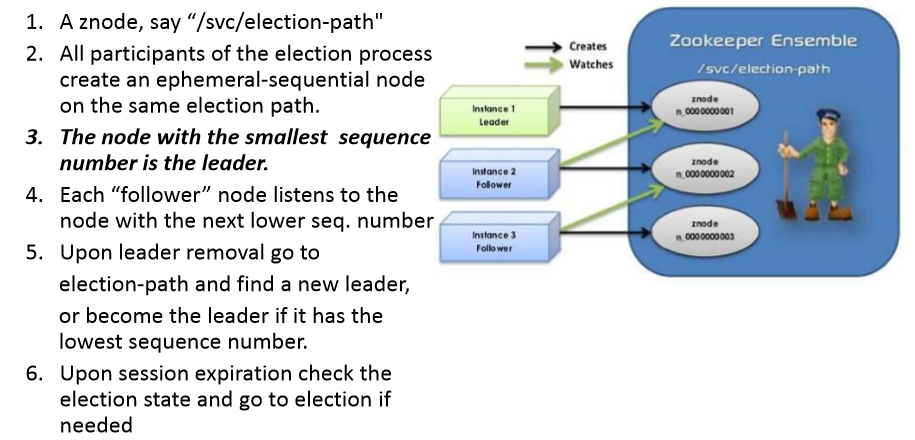 1. A znode, say “/svc/election-path"
2. All participants of the election process
create an ephemeral-sequential node
on the same election path.
3. The node with the smallest sequence
number is the leader.
4. Each “follower” node listens to the
node with the next lower seq. number
5. Upon leader removal go to
election-path and find a new leader,
or become the leader if it has the
lowest sequence number.
6. Upon session expiration check the
election state and go to election if
needed
Creates
Watches
Zookeeper Ensemble
/svc/election-path
Instance 1
Leader
Instance 2
Follower
Instance 3
Follower
znode
n_0000000001
znode
n_0000000002
znode
n_0000000003